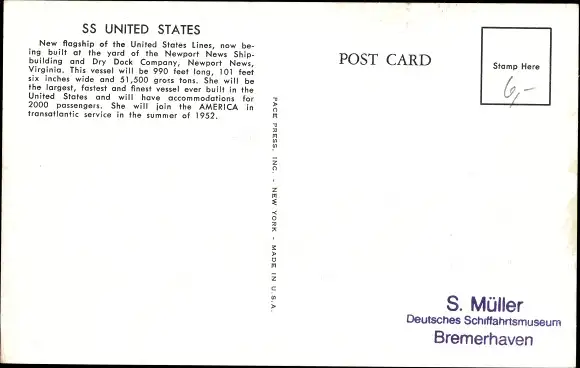 SS UNITED STATES
New flagship of the United States Lines, now be-
ing built at the yard of the Newport News Ship-
building and Dry Dock Company, Newport News,
Virginia. This vessel will be 990 feet long, 101 feet
six inches wide and 51,500 gross tons. She will be
the largest, fastest and finest vessel ever built in the
United States and will have accommodations for
2000 passengers. She will join the AMERICA in
transatlantic service in the summer of 1952.
PAGE PRESS, INC. - NEW YORK - MADE IN U.S.A.
POST CARD
Stamp Here
6,-
S. Müller
Deutsches Schiffahrtsmuseum
Bremerhaven